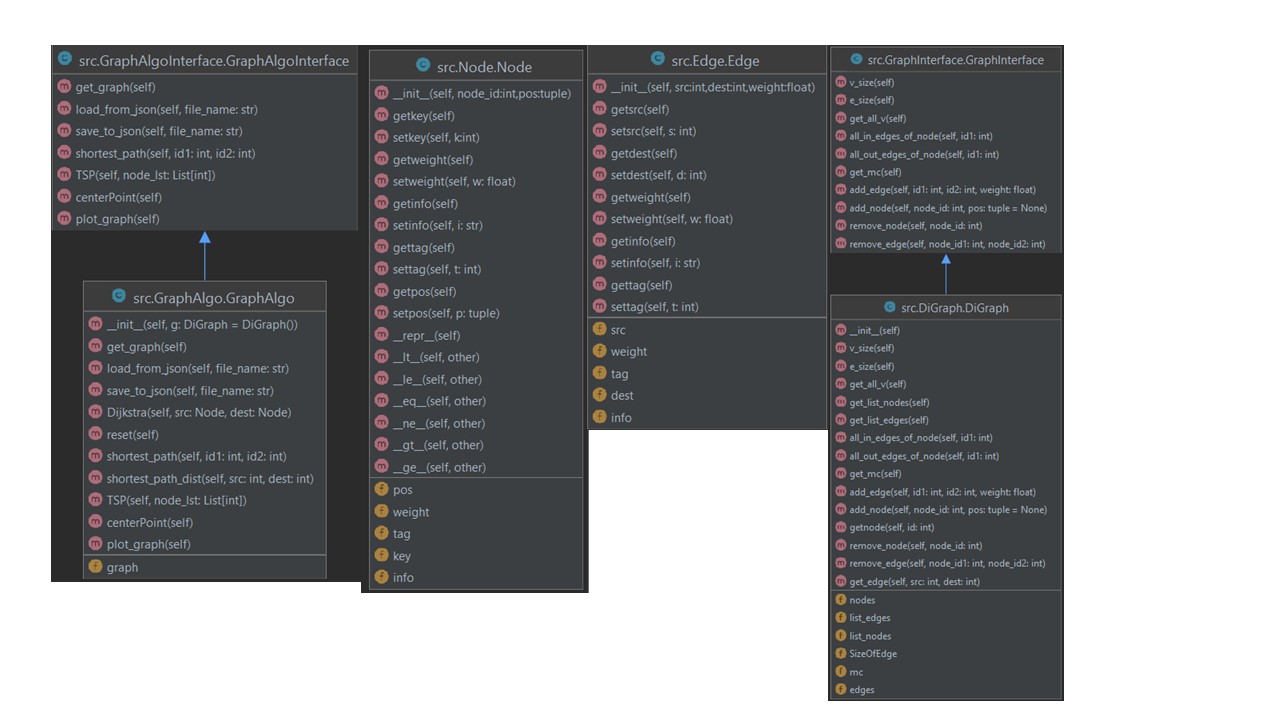 src.GraphAlgoInterface.GraphAlgoInterface
get_graph(self)
load_from_json(self, file_name: str)
save_to_json(self, file_name: str)
shortest_path(self, id1: int, id2: int)
TSP(self, node_lst: List[int])
centerPoint(self)
plot_graph(self)
src.GraphAlgo.GraphAlgo
__init__(self, g: DiGraph = DiGraph())
get_graph(self)
load_from_json(self, file_name: str)
save_to_json(self, file_name: str)
Dijkstra(self, src: Node, dest: Node)
reset(self)
shortest_path(self, id1: int, id2: int)
shortest_path_dist(self, src: int, dest: int)
TSP(self, node_lst: List[int])
centerPoint(self)
plot_graph(self)
graph
src.Node.Node
__init__(self, node_id:int,pos:tuple)
getkey(self)
setkey(self, k:int)
getweight(self)
setweight(self, w: float)
getinfo(self)
setinfo(self, i: str)
gettag(self)
settag(self, t: int)
getpos(self)
setpos(self, p: tuple)
__repr__(self)
__lt__(self, other)
__le__(self, other)
__eq__(self, other)
__ne__(self, other)
__gt__(self, other)
__ge__(self, other)
pos
weight
tag
key
info
src.Edge.Edge
__init__(self, src:int,dest:int,weight:float)
getsrc(self)
setsrc(self, s: int)
getdest(self)
setdest(self, d: int)
getweight(self)
setweight(self, w: float)
getinfo(self)
setinfo(self, i: str)
gettag(self)
settag(self, t: int)
src
weight
tag
dest
info
src.GraphInterface.GraphInterface
v_size(self)
e_size(self)
get_all_v(self)
all_in_edges_of_node(self, id1: int)
all_out_edges_of_node(self, id1: int)
get_mc(self)
add_edge(self, id1: int, id2: int, weight: float)
add_node(self, node_id: int, pos: tuple = None)
remove_node(self, node_id: int)
remove_edge(self, node_id1: int, node_id2: int)
src.DiGraph.DiGraph
__init__(self)
v_size(self)
e_size(self)
get_all_v(self)
get_list_nodes(self)
get_list_edges(self)
all_in_edges_of_node(self, id1: int)
all_out_edges_of_node(self, id1: int)
get_mc(self)
add_edge(self, id1: int, id2: int, weight: float)
add_node(self, node_id: int, pos: tuple = None)
getnode(self, id: int)
remove_node(self, node_id: int)
remove_edge(self, node_id1: int, node_id2: int)
get_edge(self, src: int, dest: int)
nodes
list_edges
list_nodes
SizeOfEdge
mc
edges